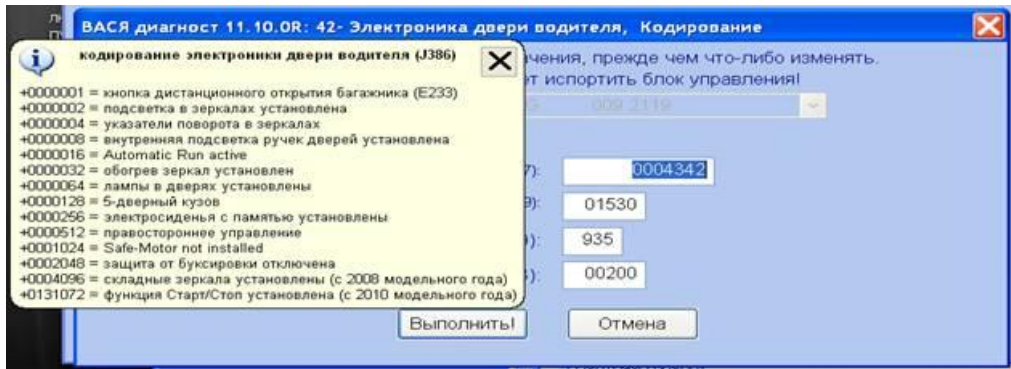 ВАСЯ диагност 11.10.0R: 42- Электроника двери водителя, Кодирование
кодирование электроники двери водителя (J386)
+0000001 = кнопка дистанционного открытия багажника (E233)
+0000002 = подсветка в зеркалах установлена
+0000004 = указатели поворота в зеркалах
+0000008 = внутренняя подсветка ручек дверей установлена
+0000016 = Automatic Run active
+0000032 = обогрев зеркал установлен
+0000064 = лампы в дверях установлены
+0000128 = 5-дверный кузов
+0000256 = электросиденья с памятью установлены
+0000512 = правостороннее управление
+0001024 = Safe-Motor not installed
+0002048 = защита от буксировки отключена
+0004096 = складные зеркала установлены (с 2008 модельного года)
+0131072 = функция Старт/Стоп установлена (с 2010 модельного года)
чения, прежде чем что-либо изменять.
ет испортить блок управления!
009 2119
7): 0004342
9): 01530
): 935
): 00200
Выполнить! Отмена